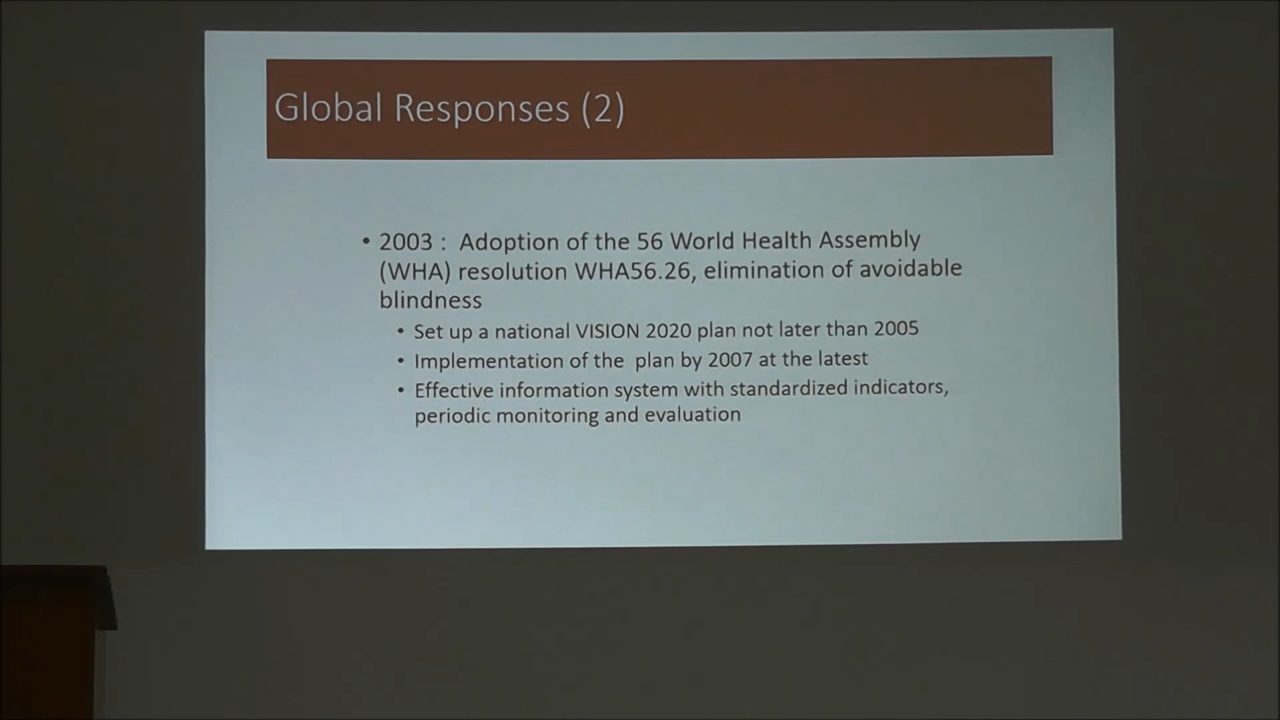 Global Responses (2)
• 2003 : Adoption of the 56 World Health Assembly
(WHA) resolution WHA56.26, elimination of avoidable
blindness
• Set up a national VISION 2020 plan not later than 2005
• Implementation of the plan by 2007 at the latest
• Effective information system with standardized indicators,
periodic monitoring and evaluation